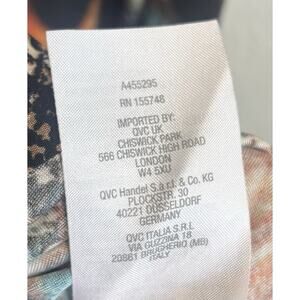 A455295
RN 155748
IMPORTED BY:
QVC UK
CHISWICK PARK
566 CHISWICK HIGH ROAD
LONDON
W4 5XU
QVC Handel S.à r.l. & Co. KG
PLOCKSTR. 30
40221 DÜSSELDORF
GERMANY
QVC ITALIA S.R.L
VIA GUZZINA 18
20861 BRUGHERIO (MB)
ITALY